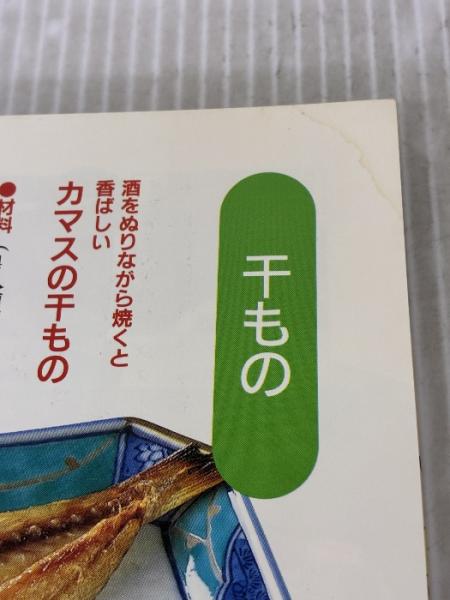 干もの
酒をぬりながら焼くと
香ばしい
カマスの干もの
●材料